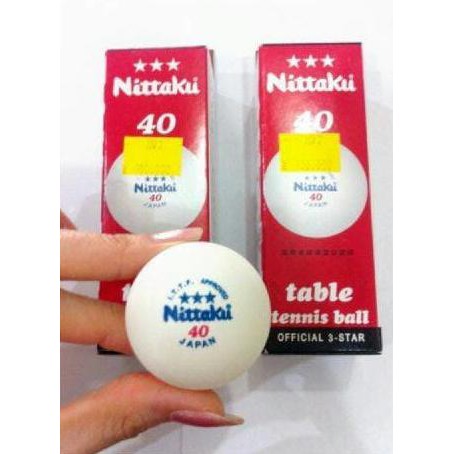 ★★★
Nittaku
40
★★★
Nittaku
40
JAPAN
★★★
Nittaku
40
★★★
Nittaku
40
JAPAN
table
tennis ball
OFFICIAL 3-STAR
I.T.T.F. APPROVED
★★★
Nittaku
40
JAPAN